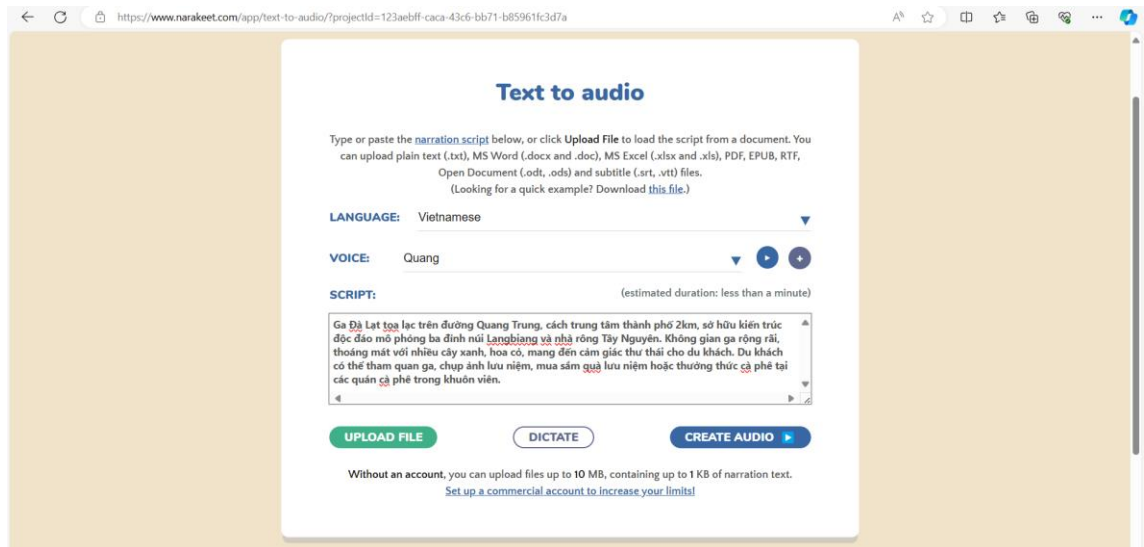 https://www.narakeet.com/app/text-to-audio/?projectId=123aebff-caca-43c6-bb71-b85961fc3d7a
Text to audio
Type or paste the narration script below, or click Upload File to load the script from a document. You
can upload plain text (.txt), MS Word (.docx and .doc), MS Excel (.xlsx and .xls), PDF, EPUB, RTF,
Open Document (.odt, .ods) and subtitle (.srt, .vtt) files.
(Looking for a quick example? Download this file.)
LANGUAGE: Vietnamese
VOICE: Quang
SCRIPT: (estimated duration: less than a minute)
Ga Đà Lạt tọa lạc trên đường Quang Trung, cách trung tâm thành phố 2km, sở hữu kiến trúc
độc đáo mô phỏng ba đỉnh núi Langbiang và nhà rông Tây Nguyên. Không gian ga rộng rãi,
thoáng mát với nhiều cây xanh, hoa cỏ, mang đến cảm giác thư thái cho du khách. Du khách
có thể tham quan ga, chụp ảnh lưu niệm, mua sắm quà lưu niệm hoặc thưởng thức cà phê tại
các quán cà phê trong khuôn viên.
UPLOAD FILE DICTATE CREATE AUDIO
Without an account, you can upload files up to 10 MB, containing up to 1 KB of narration text.
Set up a commercial account to increase your limits!